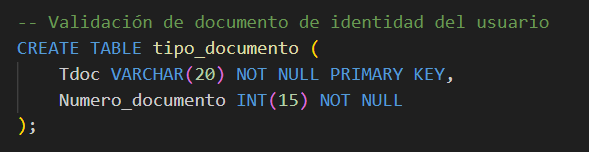 -- Validación de documento de identidad del usuario
CREATE TABLE tipo_documento (
    Tdoc VARCHAR(20) NOT NULL PRIMARY KEY,
    Numero_documento INT(15) NOT NULL
);